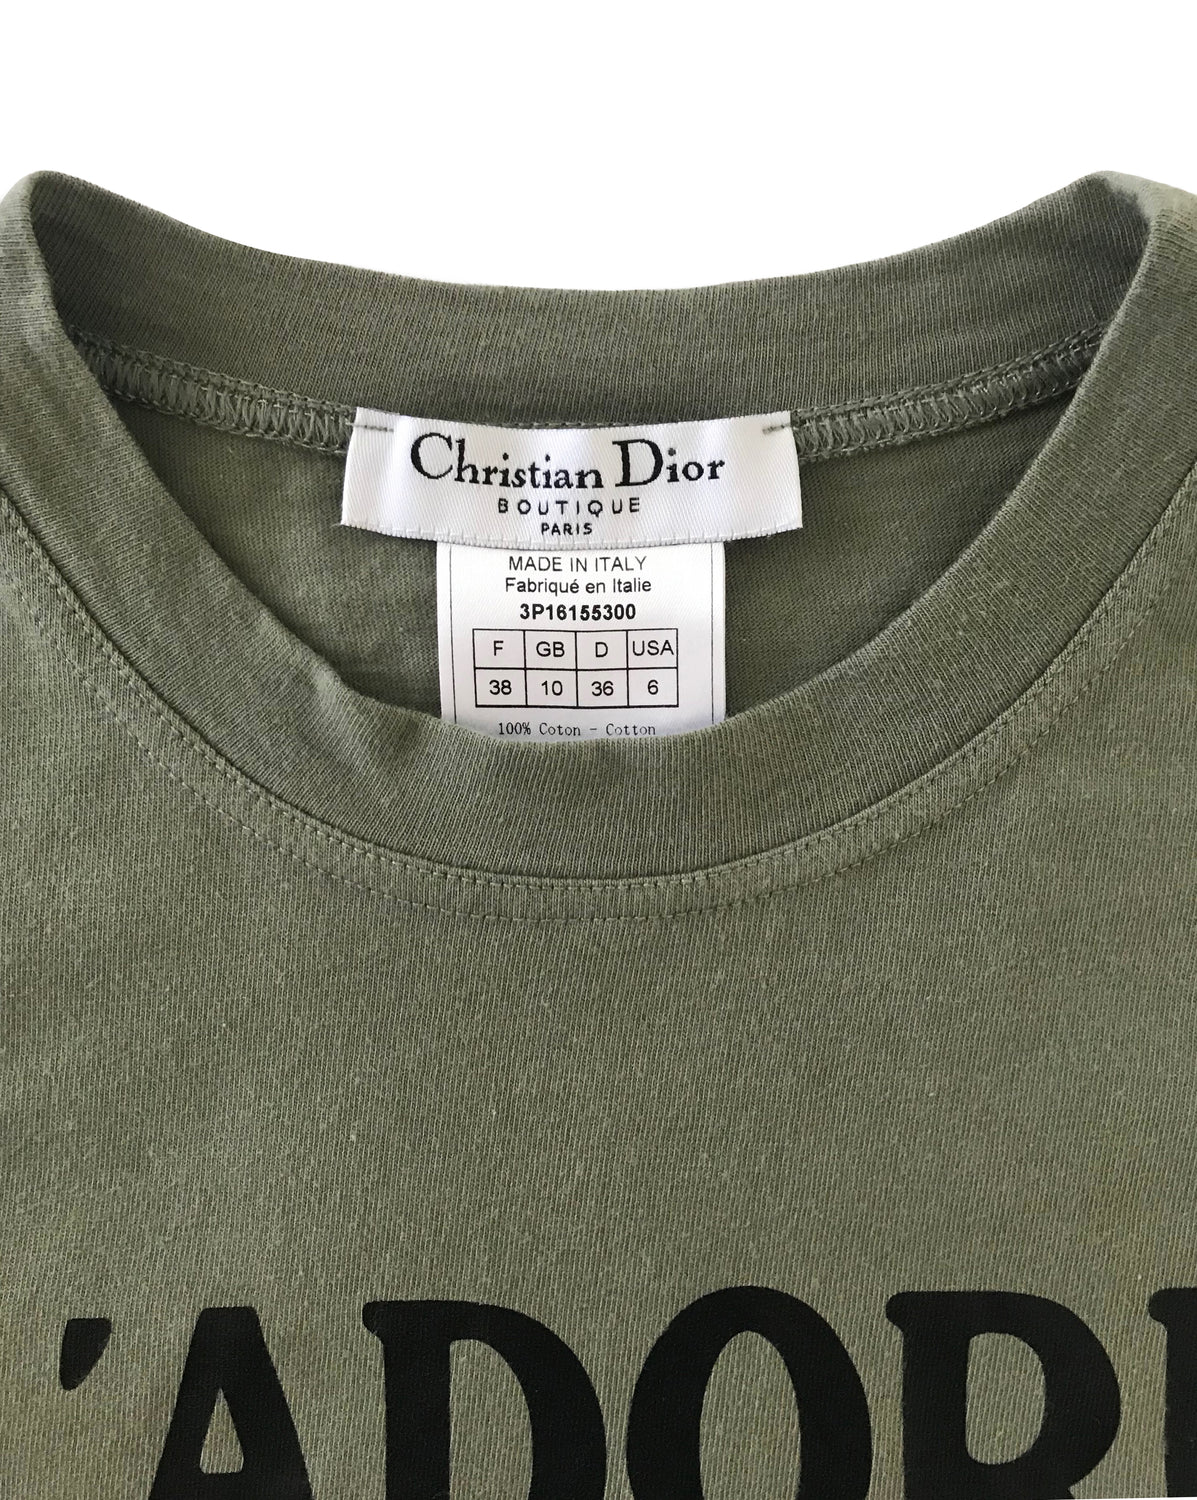 Christian Dior
BOUTIQUE
PARIS
MADE IN ITALY
Fabriqué en Italie
3P16155300
F GB D USA
38 10 36 6
100% Coton - Cotton
'ADOR